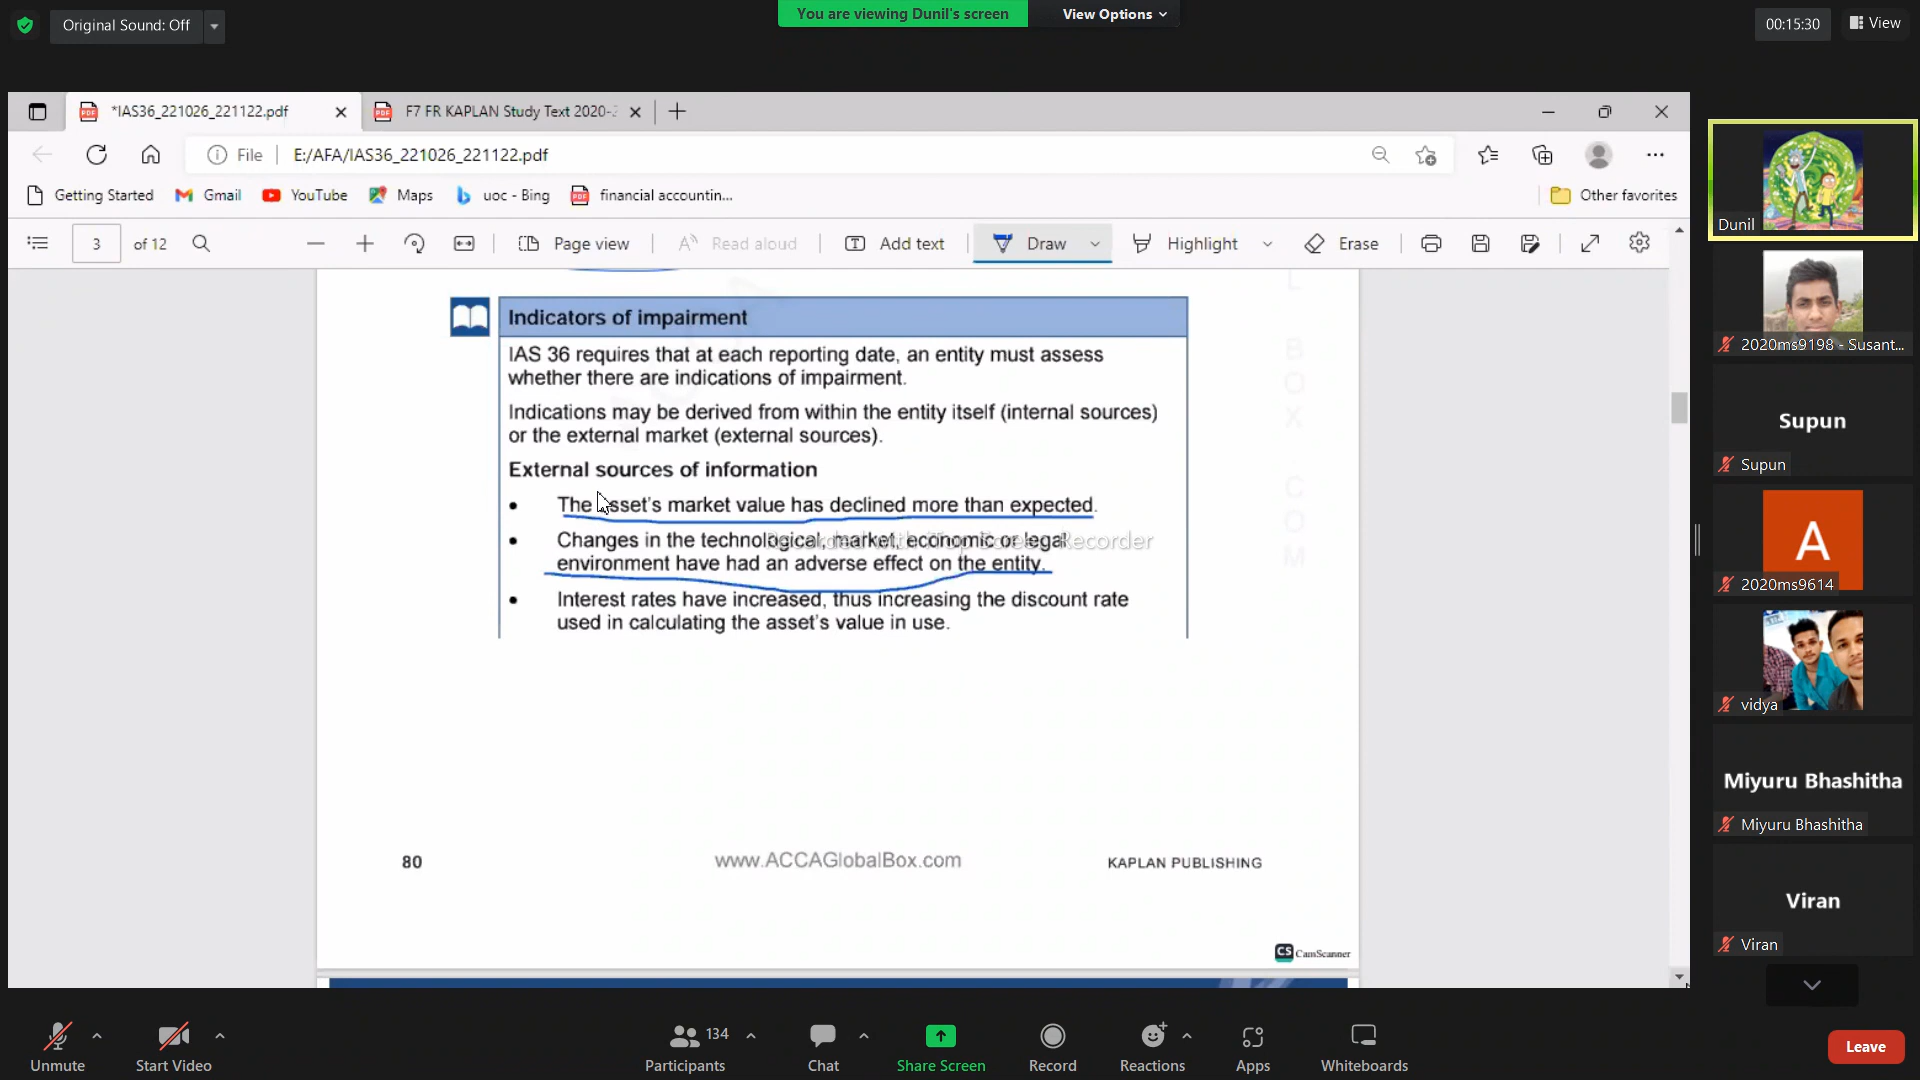 Original Sound: Off
You are viewing Dunil's screen
View Options
00:15:30
View
*IAS36_221026_221122.pdf
F7 FR KAPLAN Study Text 2020-
File
E:/AFA/IAS36_221026_221122.pdf
Getting Started
Gmail
YouTube
Maps
uoc - Bing
financial accountin...
Other favorites
3
of 12
Page view
Read aloud
Add text
Draw
Highlight
Erase
Indicators of impairment
IAS 36 requires that at each reporting date, an entity must assess
whether there are indications of impairment.
Indications may be derived from within the entity itself (internal sources)
or the external market (external sources).
External sources of information
• The asset's market value has declined more than expected.
• Changes in the technological, market, economic or legal
environment have had an adverse effect on the entity.
Recorded with iTop Screen Recorder
• Interest rates have increased, thus increasing the discount rate
used in calculating the asset's value in use.
L
BOX
COM
80
www.ACCAGlobalBox.com
KAPLAN PUBLISHING
CS CamScanner
Dunil
2020ms9198 - Susant...
Supun
Supun
A
2020ms9614
vidya
Miyuru Bhashitha
Miyuru Bhashitha
Viran
Viran
Unmute
Start Video
134
Participants
Chat
Share Screen
Record
Reactions
Apps
Whiteboards
Leave